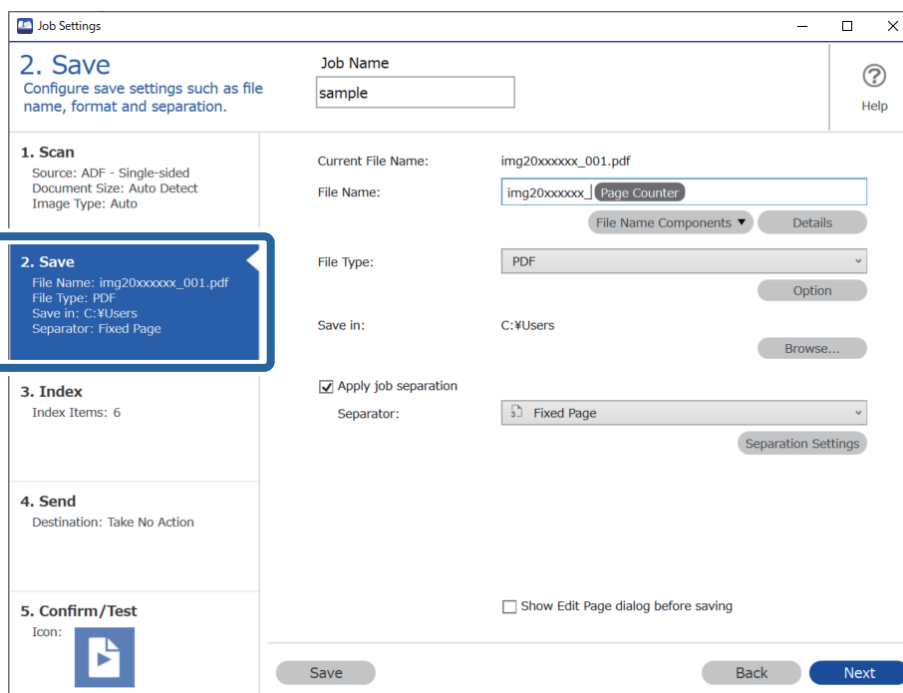 Job Settings
2. Save
Configure save settings such as file
name, format and separation.
Job Name
sample
Help
1. Scan
Source: ADF - Single-sided
Document Size: Auto Detect
Image Type: Auto
2. Save
File Name: img20xxxxxx_001.pdf
File Type: PDF
Save in: C:¥Users
Separator: Fixed Page
3. Index
Index Items: 6
4. Send
Destination: Take No Action
5. Confirm/Test
Icon:
Current File Name: img20xxxxxx_001.pdf
File Name: img20xxxxxx_ Page Counter
File Name Components ▼ Details
File Type: PDF
Option
Save in: C:¥Users
Browse...
Apply job separation
Separator: 3 Fixed Page
Separation Settings
Show Edit Page dialog before saving
Save Back Next